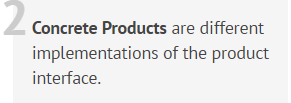 2
Concrete Products are different
implementations of the product
interface.